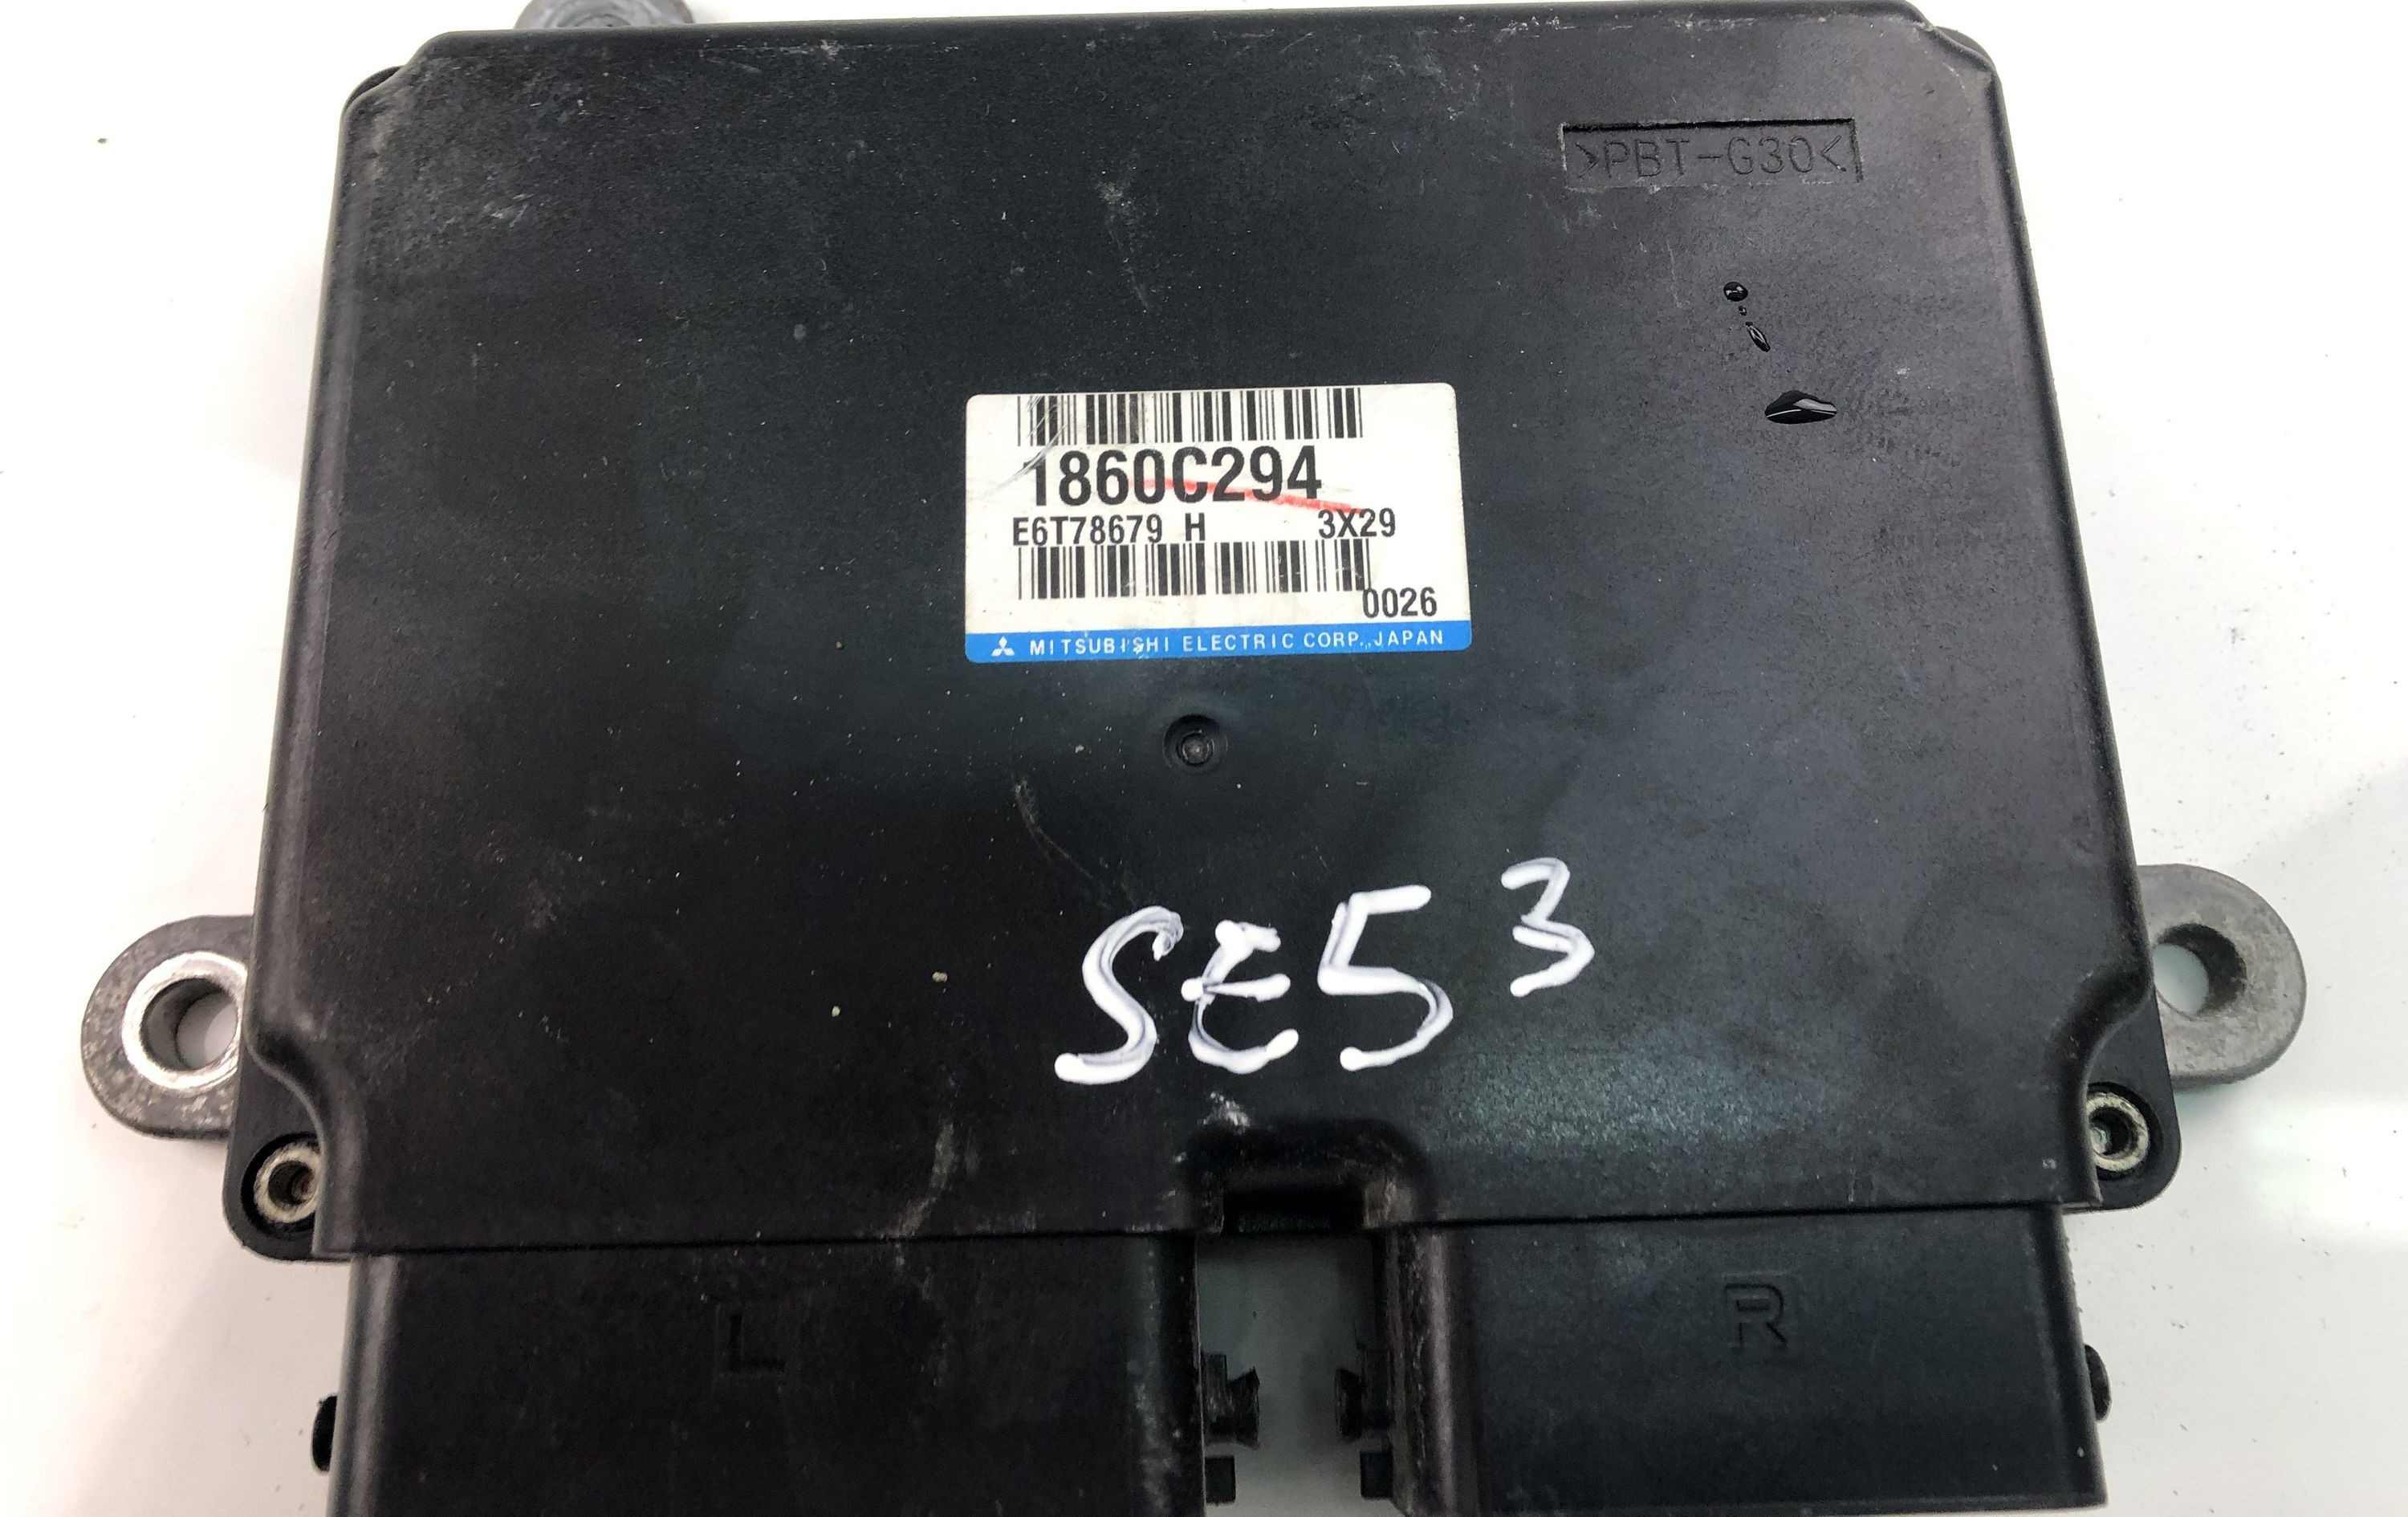 >PBT-G30<
1860C294
E6T78679 H 3X29
0026
MITSUBISHI ELECTRIC CORP., JAPAN
SE53
L
R